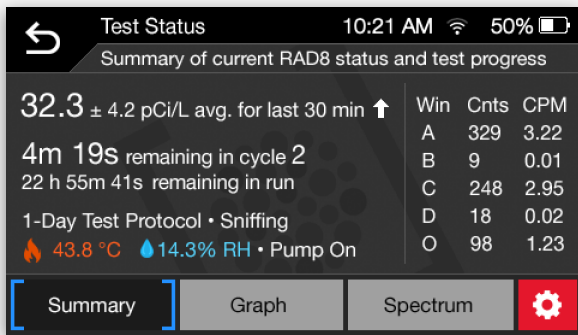 Test Status 10:21 AM 50%
Summary of current RAD8 status and test progress
32.3 ± 4.2 pCi/L avg. for last 30 min
4m 19s remaining in cycle 2
22 h 55m 41s remaining in run
1-Day Test Protocol • Sniffing
43.8 °C 14.3% RH • Pump On
Win Cnts CPM
A 329 3.22
B 9 0.01
C 248 2.95
D 18 0.02
O 98 1.23
Summary Graph Spectrum